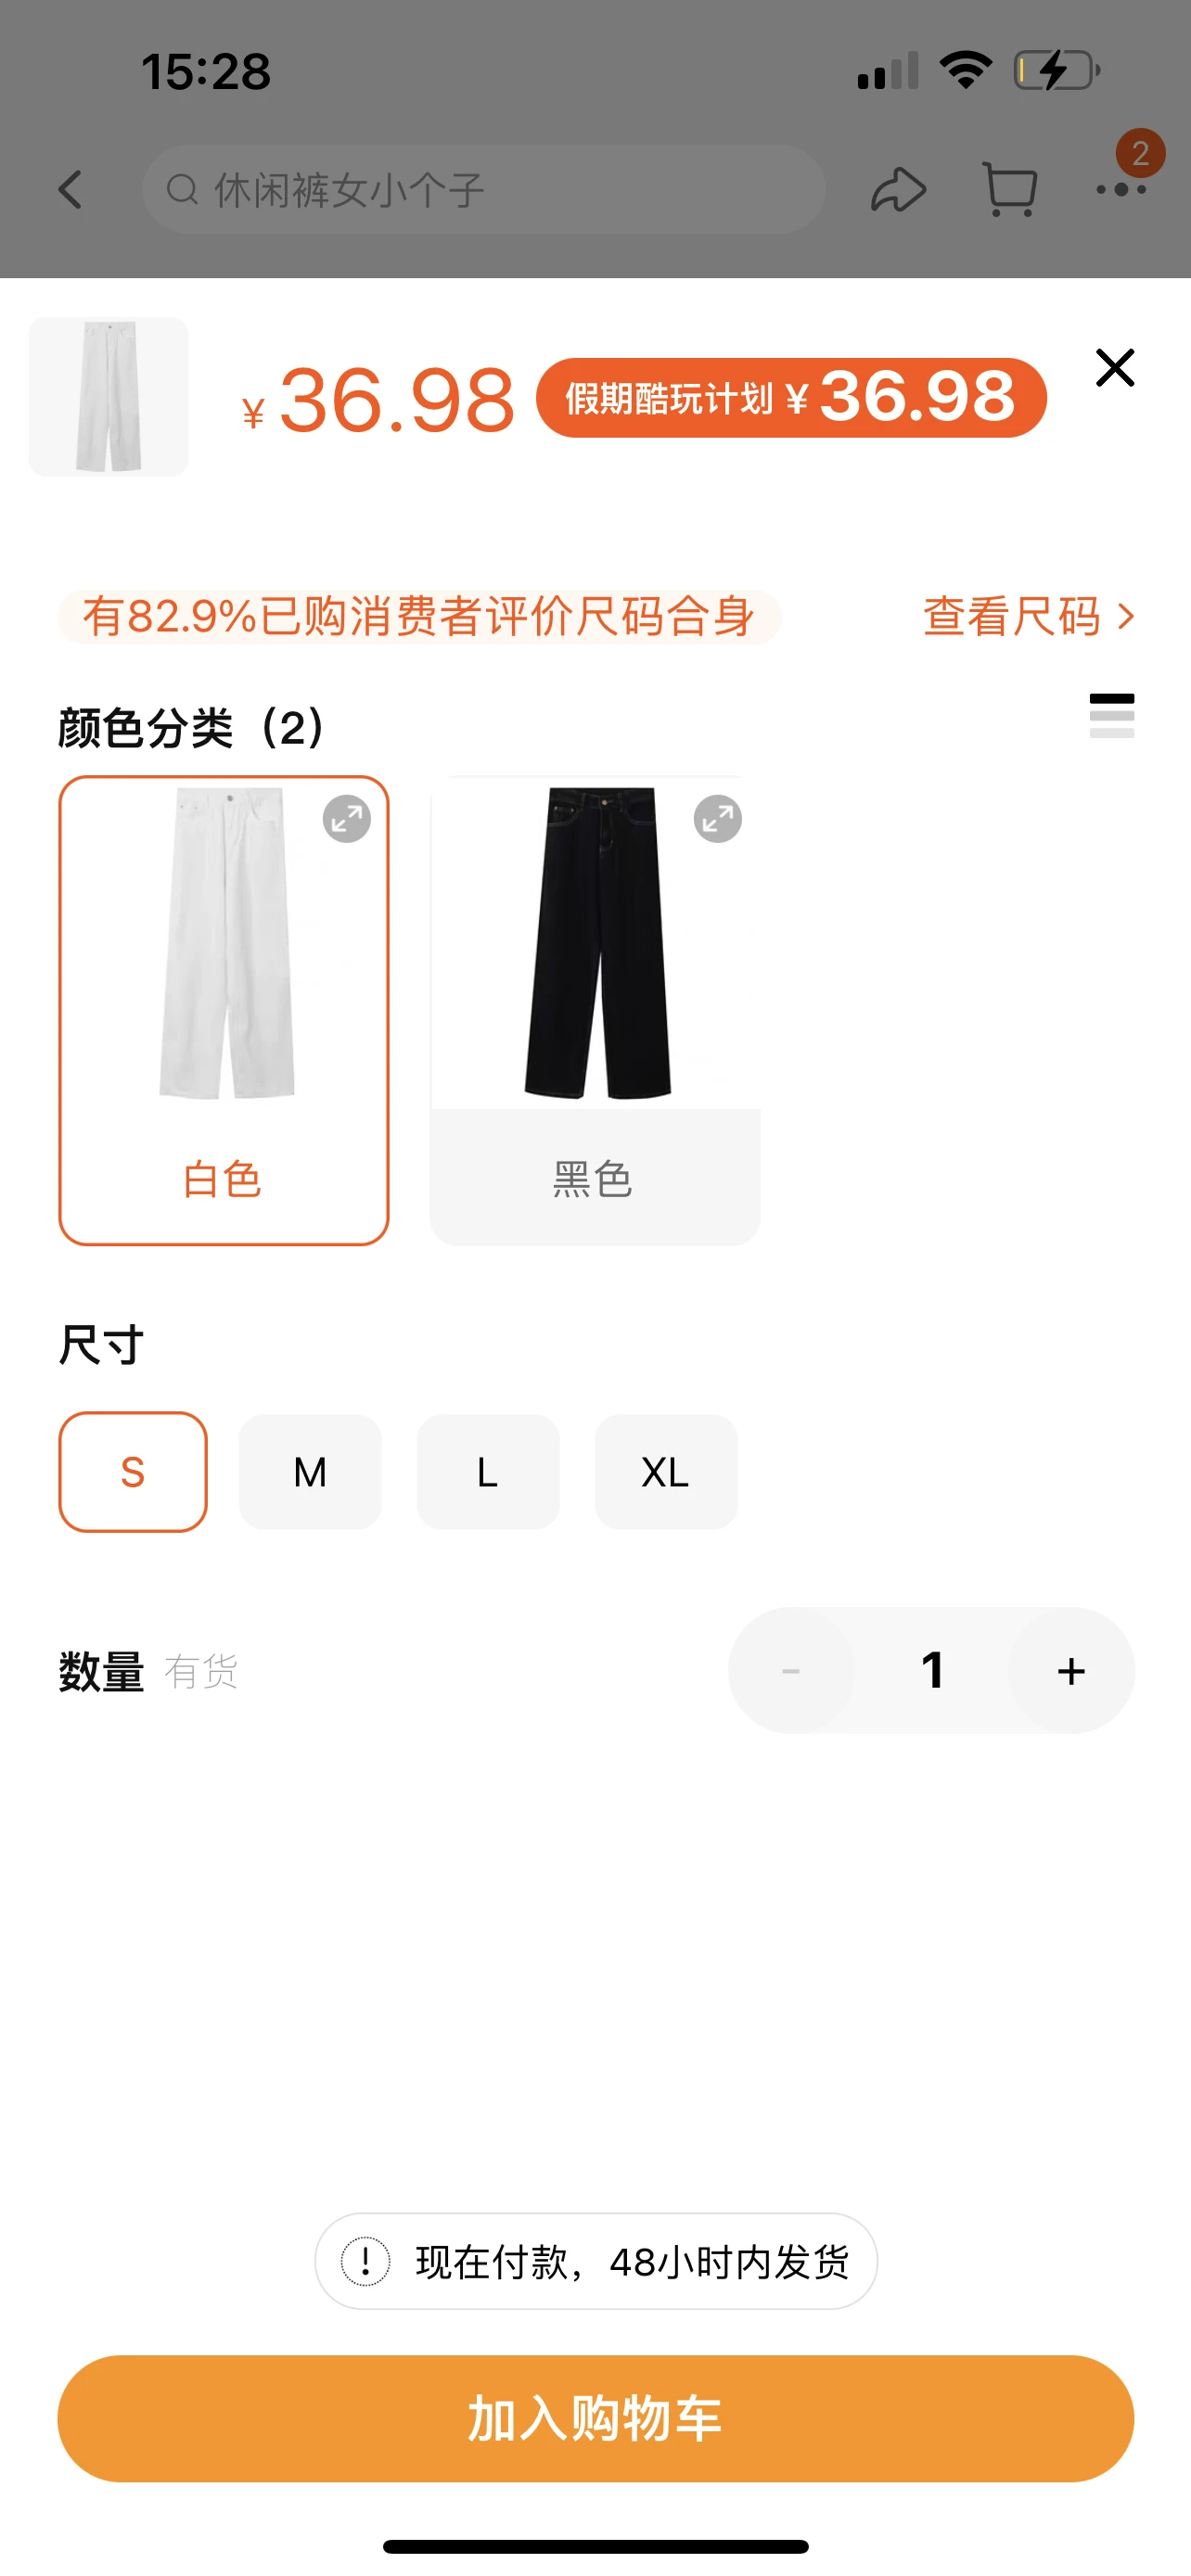 15:28
休闲裤女小个子
2
¥36.98 假期酷玩计划¥36.98
有82.9%已购消费者评价尺码合身 查看尺码
颜色分类（2）
白色 黑色
尺寸
S M L XL
数量 有货 - 1 +
! 现在付款，48小时内发货
加入购物车